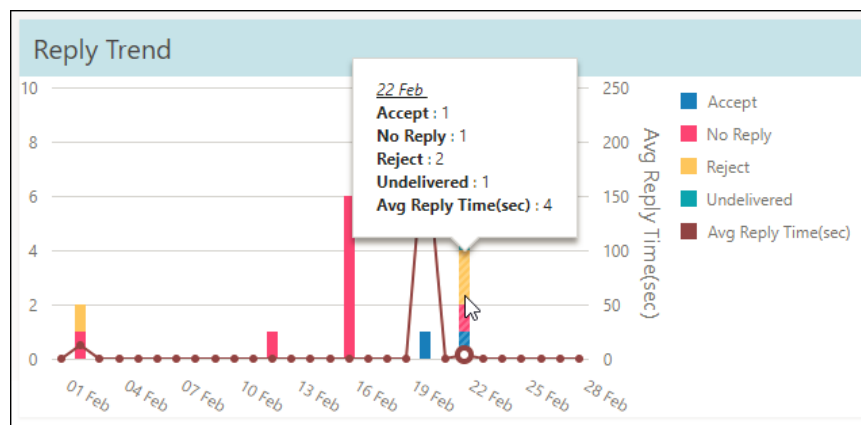 Reply Trend
22 Feb
Accept : 1
No Reply : 1
Reject : 2
Undelivered : 1
Avg Reply Time(sec) : 4
10
8
6
4
2
0
250
200
150
100
50
0
Avg Reply Time(sec)
01 Feb
04 Feb
07 Feb
10 Feb
13 Feb
16 Feb
19 Feb
22 Feb
25 Feb
28 Feb
Accept
No Reply
Reject
Undelivered
Avg Reply Time(sec)